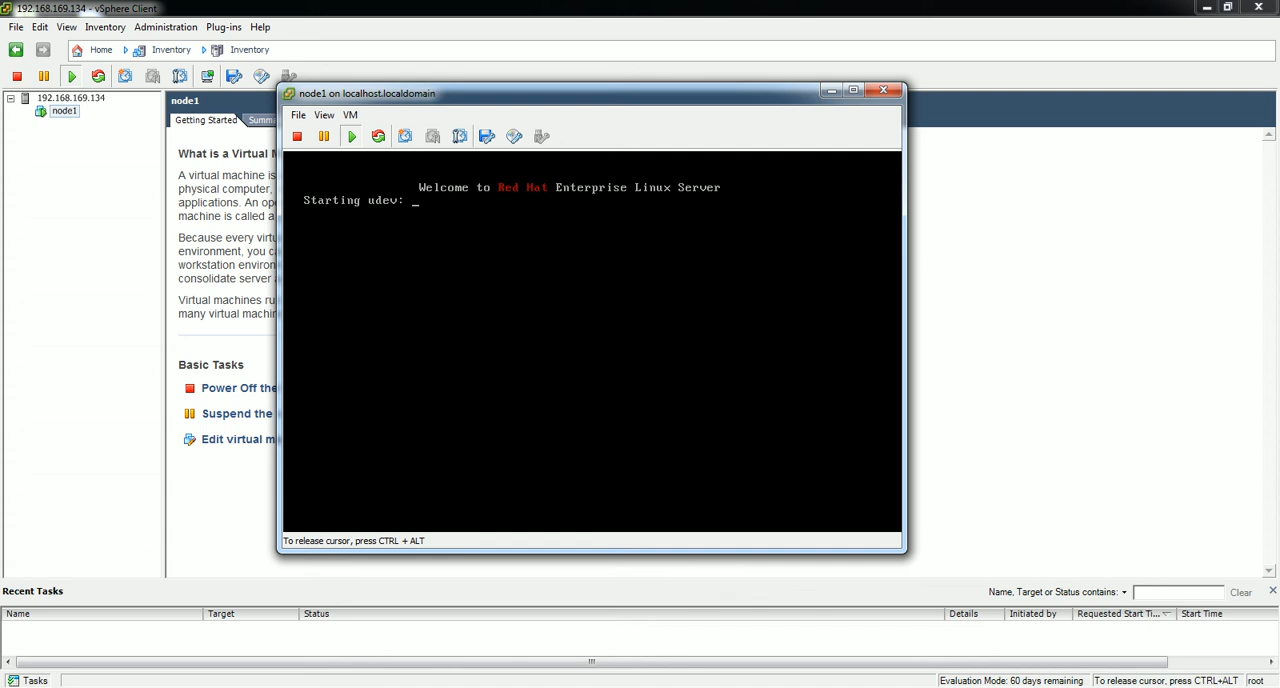 192.168.169.134 - vSphere Client
File Edit View Inventory Administration Plug-ins Help
Home Inventory Inventory
192.168.169.134
node1
node1
Getting Started Summa
What is a Virtual M
A virtual machine is
physical computer,
applications. An ope
machine is called a
Because every virtu
environment, you ca
workstation environ
consolidate server a
Virtual machines ru
many virtual machin
Basic Tasks
Power Off the
Suspend the
Edit virtual ma
node1 on localhost.localdomain
File View VM
Welcome to Red Hat Enterprise Linux Server
Starting udev: _
To release cursor, press CTRL + ALT
Recent Tasks
Name, Target or Status contains: Clear
Name Target Status Details Initiated by Requested Start Ti... Start Time
Tasks Evaluation Mode: 60 days remaining To release cursor, press CTRL+ALT root